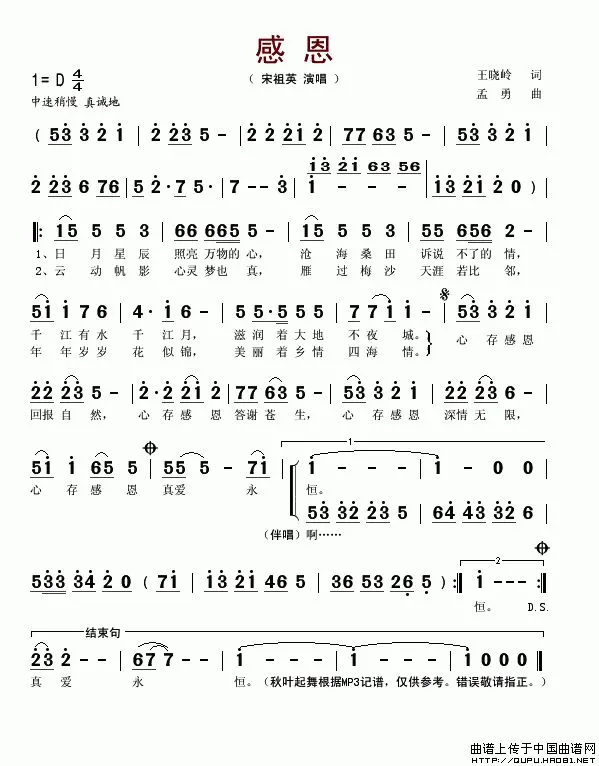 感恩
1= D 4/4
( 宋祖英 演唱 )
王晓岭 词
中速稍慢 真诚地
孟 勇 曲
( 53 3 2 1 | 2 23 5 - | 2 · 2 21 2 | 77 63 5 - | 53 3 2 1 |
13 21 63 56
2 23 6 76 | 5 2 · 7 5 | 7 - - 3 | 1 - - - | 13 21 2 0 )
15 5 5 3 | 66 665 5 - | 5 5 5 3 | 55 556 2 - |
1、日 月 星 辰 照亮 万物的 心, 沧 海 桑 田 诉说 不了的 情,
2、云 动 帆 影 心灵 梦也 真, 雁 过 梅 沙 天涯 若比 邻,
51 1 7 6 | 4 · 1 6 - | 5 5 · 5 5 5 | 7 71 1 - | 53 3 2 1 |
千 江 有 水 千 江 月, 滋 润 着 大 地 不 夜 城。
心 存 感 恩
年 年 岁 岁 花 似 锦, 美 丽 着 乡 情 四 海 情。
22 23 5 - | 2 · 2 221 2 | 77 63 5 - | 53 3 2 1 | 22 23 6 - |
回报 自 然, 心 存 感 恩 答谢 苍 生, 心 存 感 恩 深情 无 限,
1
51 1 65 5 | 55 5 - 71 | 1 - - - | 1 - 0 0 |
心 存 感 恩 真爱 永 恒。
53 32 23 5 | 64 43 32 6 |
(伴唱) 啊……
2
533 34 2 0 ( 71 | 13 21 46 61 | 36 53 26 5 ) :| 1 - - - :|
恒。 D.S.
结束句
23 2 - - | 67 7 - - | 1 - - - | 1 - - - | 1 0 0 0 ‖
真 爱 永 恒。(秋叶起舞根据MP3记谱,仅供参考。错误敬请指正。)
曲谱上传于中国曲谱网
HTTP://QUPU.HAO81.NET